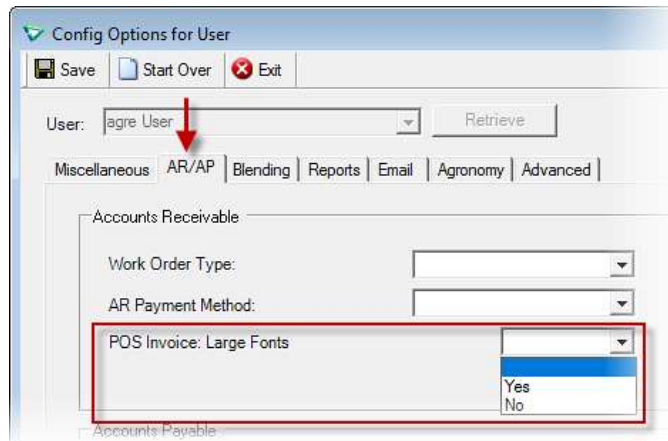 Config Options for User
Save Start Over Exit
User: agre User Retrieve
Miscellaneous AR/AP Blending Reports Email Agronomy Advanced
Accounts Receivable
Work Order Type:
AR Payment Method:
POS Invoice: Large Fonts
Yes
No
Accounts Payable